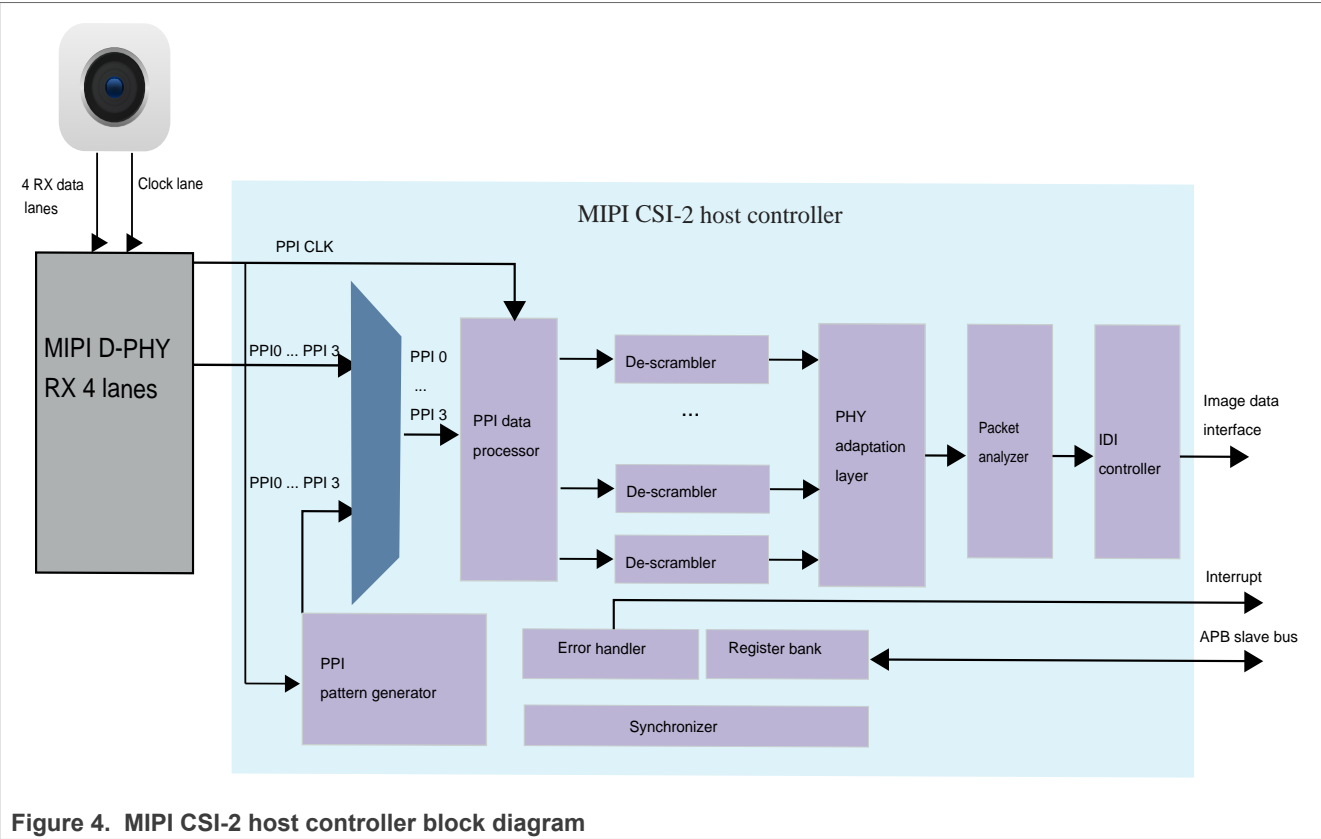 4 RX data
lanes
Clock lane
MIPI CSI-2 host controller
PPI CLK
MIPI D-PHY
RX 4 lanes
PPI0 ... PPI 3
PPI 0
...
PPI 3
PPI0 ... PPI 3
PPI data
processor
De-scrambler
...
De-scrambler
De-scrambler
PHY
adaptation
layer
Packet
analyzer
IDI
controller
Image data
interface
Interrupt
APB slave bus
Error handler
Register bank
PPI
pattern generator
Synchronizer
Figure 4. MIPI CSI-2 host controller block diagram